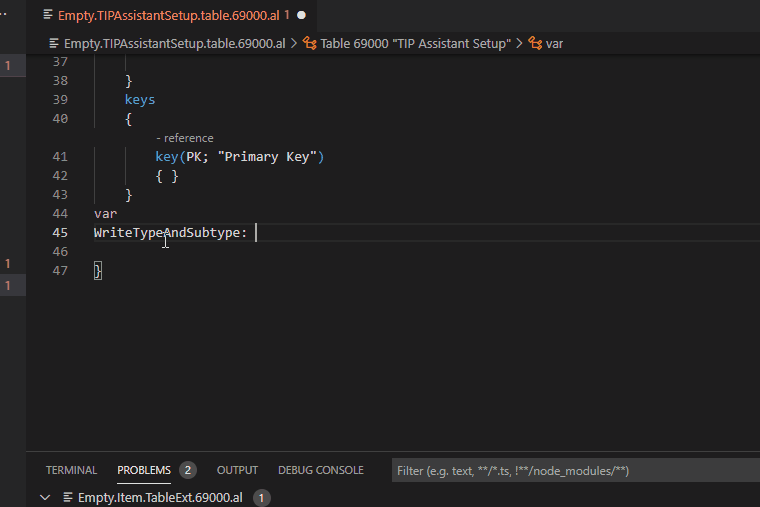 Empty.TIPAssistantSetup.table.69000.al 1
Empty.TIPAssistantSetup.table.69000.al > Table 69000 "TIP Assistant Setup" > var
1
37
38 }
39 keys
40 {
- reference
41 key(PK; "Primary Key")
42 { }
43 }
44 var
45 WriteTypeAndSubtype:
46
1
47 }
1
TERMINAL PROBLEMS 2 OUTPUT DEBUG CONSOLE Filter (e.g. text, **/*.ts, !**/node_modules/**)
Empty.Item.TableExt.69000.al 1